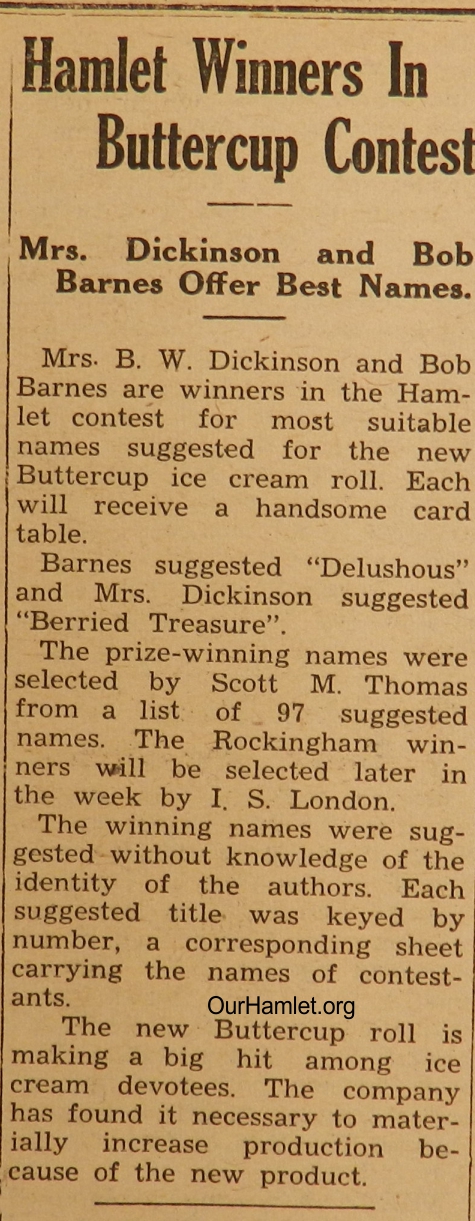 Hamlet Winners In
Buttercup Contest
Mrs. Dickinson and Bob
Barnes Offer Best Names.
Mrs. B. W. Dickinson and Bob
Barnes are winners in the Ham-
let contest for most suitable
names suggested for the new
Buttercup ice cream roll. Each
will receive a handsome card
table.
Barnes suggested “Delushous”
and Mrs. Dickinson suggested
“Berried Treasure”.
The prize-winning names were
selected by Scott M. Thomas
from a list of 97 suggested
names. The Rockingham win-
ners will be selected later in
the week by I. S. London.
The winning names were sug-
gested without knowledge of the
identity of the authors. Each
suggested title was keyed by
number, a corresponding sheet
carrying the names of contest-
ants.
OurHamlet.org
The new Buttercup roll is
making a big hit among ice
cream devotees. The company
has found it necessary to mater-
ially increase production be-
cause of the new product.